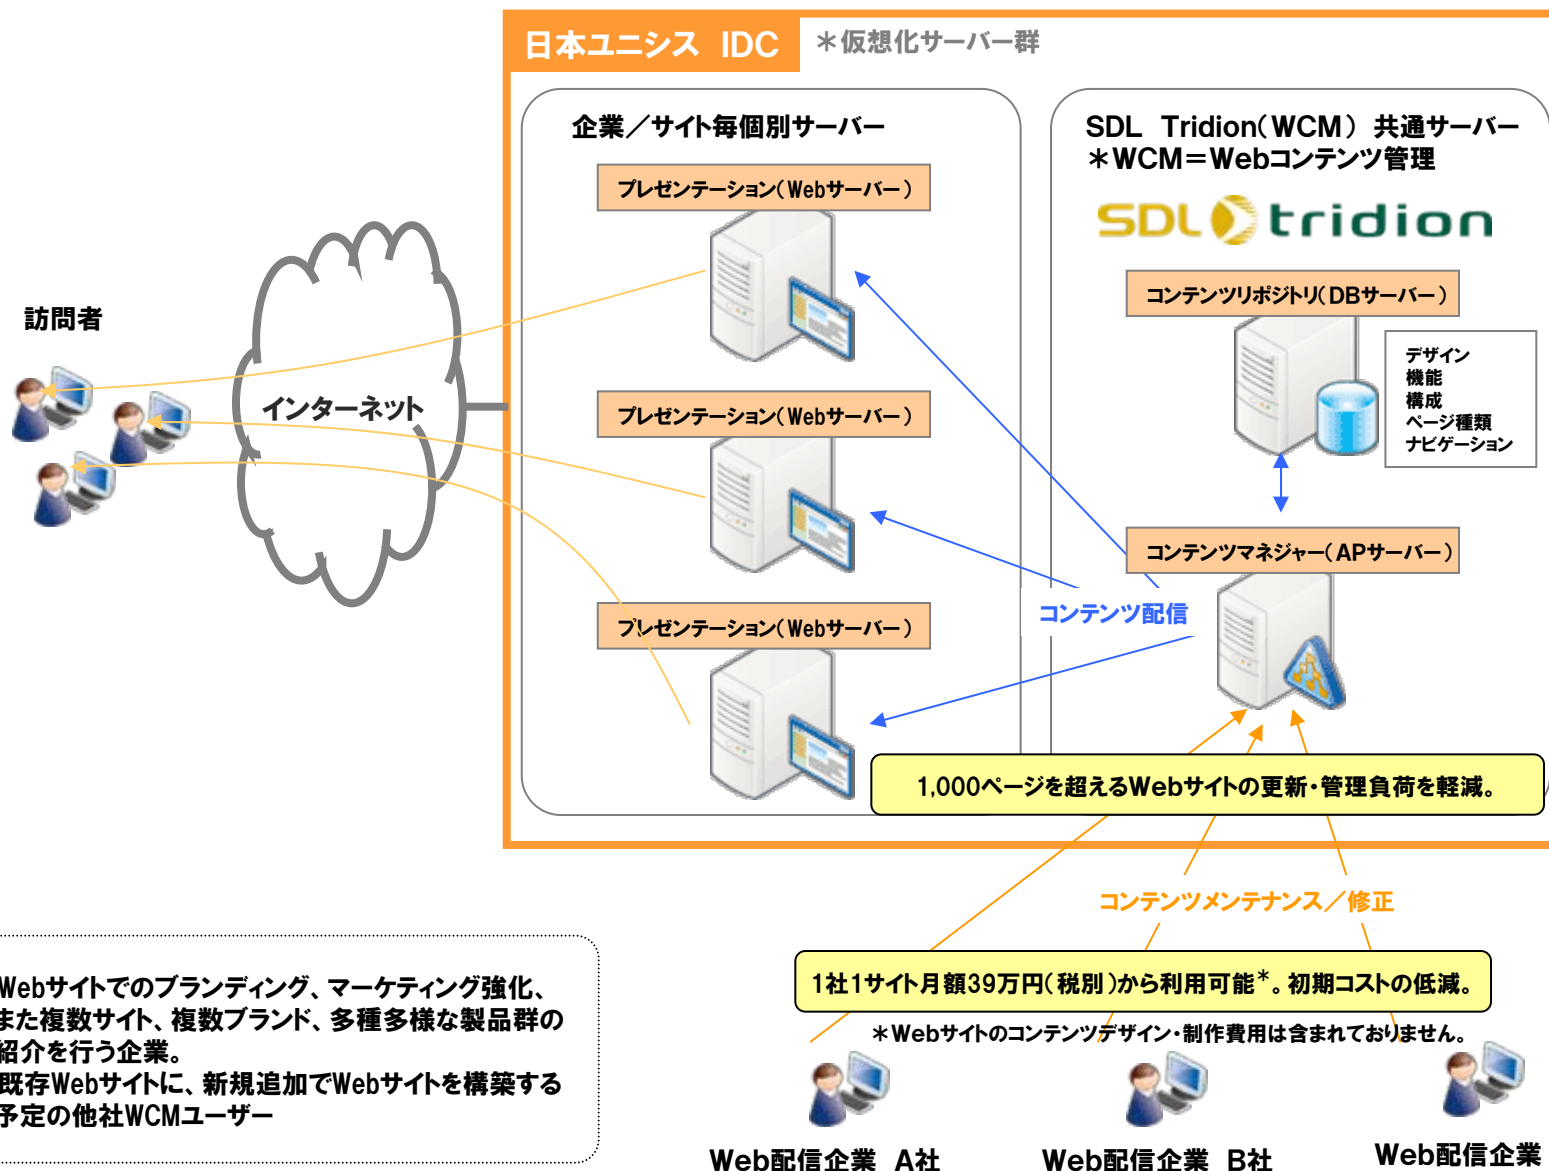 日本ユニシス IDC
＊仮想化サーバー群
企業／サイト毎個別サーバー
プレゼンテーション（Webサーバー）
プレゼンテーション（Webサーバー）
プレゼンテーション（Webサーバー）
SDL Tridion（WCM） 共通サーバー
＊WCM＝Webコンテンツ管理
SDL tridion
コンテンツリポジトリ（DBサーバー）
デザイン
機能
構成
ページ種類
ナビゲーション
コンテンツマネジャー（APサーバー）
コンテンツ配信
訪問者
インターネット
1,000ページを超えるWebサイトの更新・管理負荷を軽減。
コンテンツメンテナンス／修正
1社1サイト月額39万円（税別）から利用可能＊。初期コストの低減。
＊Webサイトのコンテンツデザイン・制作費用は含まれておりません。
Webサイトでのブランディング、マーケティング強化、
また複数サイト、複数ブランド、多種多様な製品群の
紹介を行う企業。
既存Webサイトに、新規追加でWebサイトを構築する
予定の他社WCMユーザー
Web配信企業 A社
Web配信企業 B社
Web配信企業